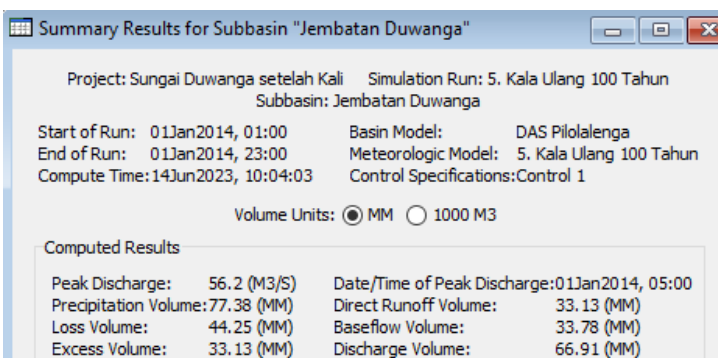 Summary Results for Subbasin "Jembatan Duwanga"
Project: Sungai Duwanga setelah Kali Simulation Run: 5. Kala Ulang 100 Tahun
Subbasin: Jembatan Duwanga
Start of Run: 01Jan2014, 01:00 Basin Model: DAS Pilolalenga
End of Run: 01Jan2014, 23:00 Meteorologic Model: 5. Kala Ulang 100 Tahun
Compute Time:14Jun2023, 10:04:03 Control Specifications:Control 1
Volume Units: MM 1000 M3
Computed Results
Peak Discharge: 56.2 (M3/S) Date/Time of Peak Discharge:01Jan2014, 05:00
Precipitation Volume:77.38 (MM) Direct Runoff Volume: 33.13 (MM)
Loss Volume: 44.25 (MM) Baseflow Volume: 33.78 (MM)
Excess Volume: 33.13 (MM) Discharge Volume: 66.91 (MM)